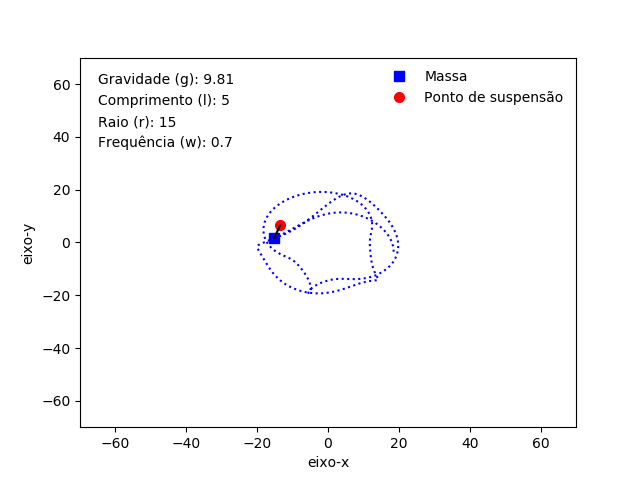 Gravidade (g): 9.81
Comprimento (l): 5
Raio (r): 15
Frequência (w): 0.7
Massa
Ponto de suspensão
60
40
20
0
−20
−40
−60
eixo-y
−60 −40 −20 0 20 40 60
eixo-x